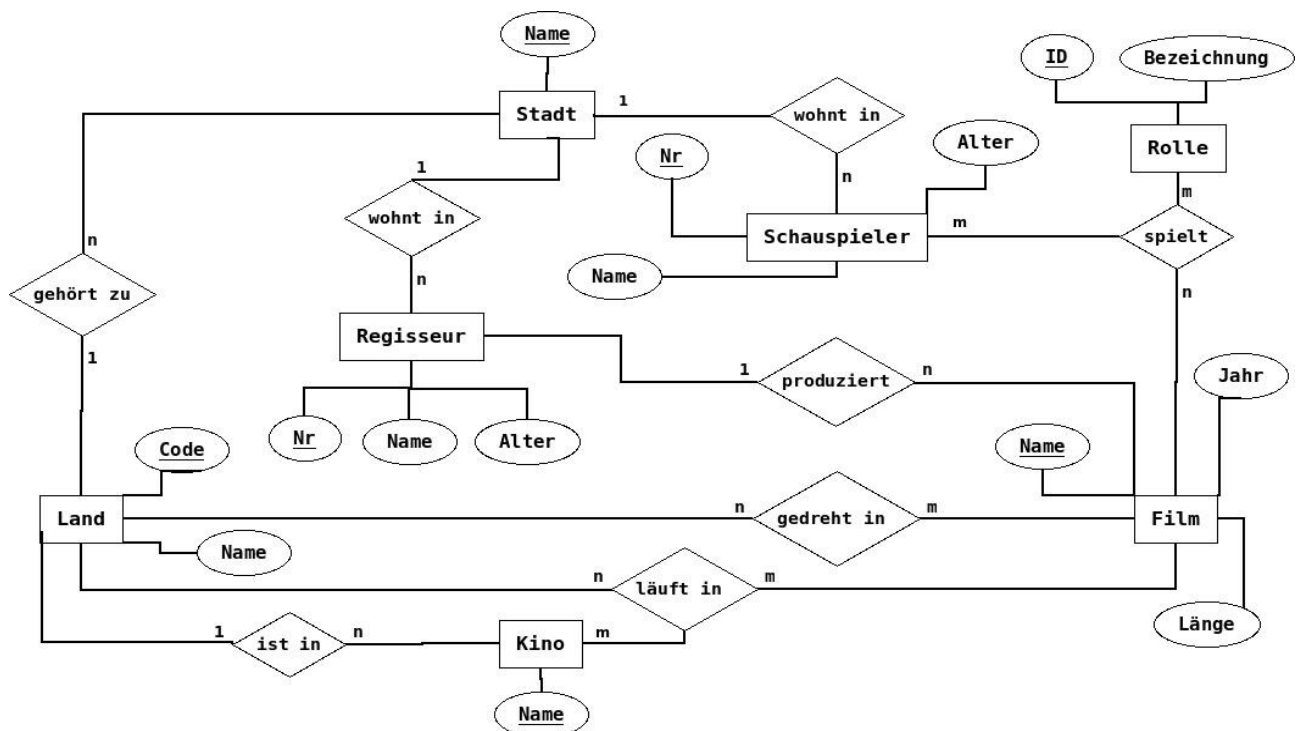 Name
ID
Bezeichnung
Stadt
1
wohnt in
Nr
Alter
Rolle
1
n
m
wohnt in
Schauspieler
m
spielt
n
Name
n
n
gehört zu
Regisseur
1
1
produziert
n
Jahr
Nr
Name
Alter
Name
Code
Land
n
gedreht in
m
Film
Name
n
läuft in
m
Länge
1
ist in
n
Kino
m
Name